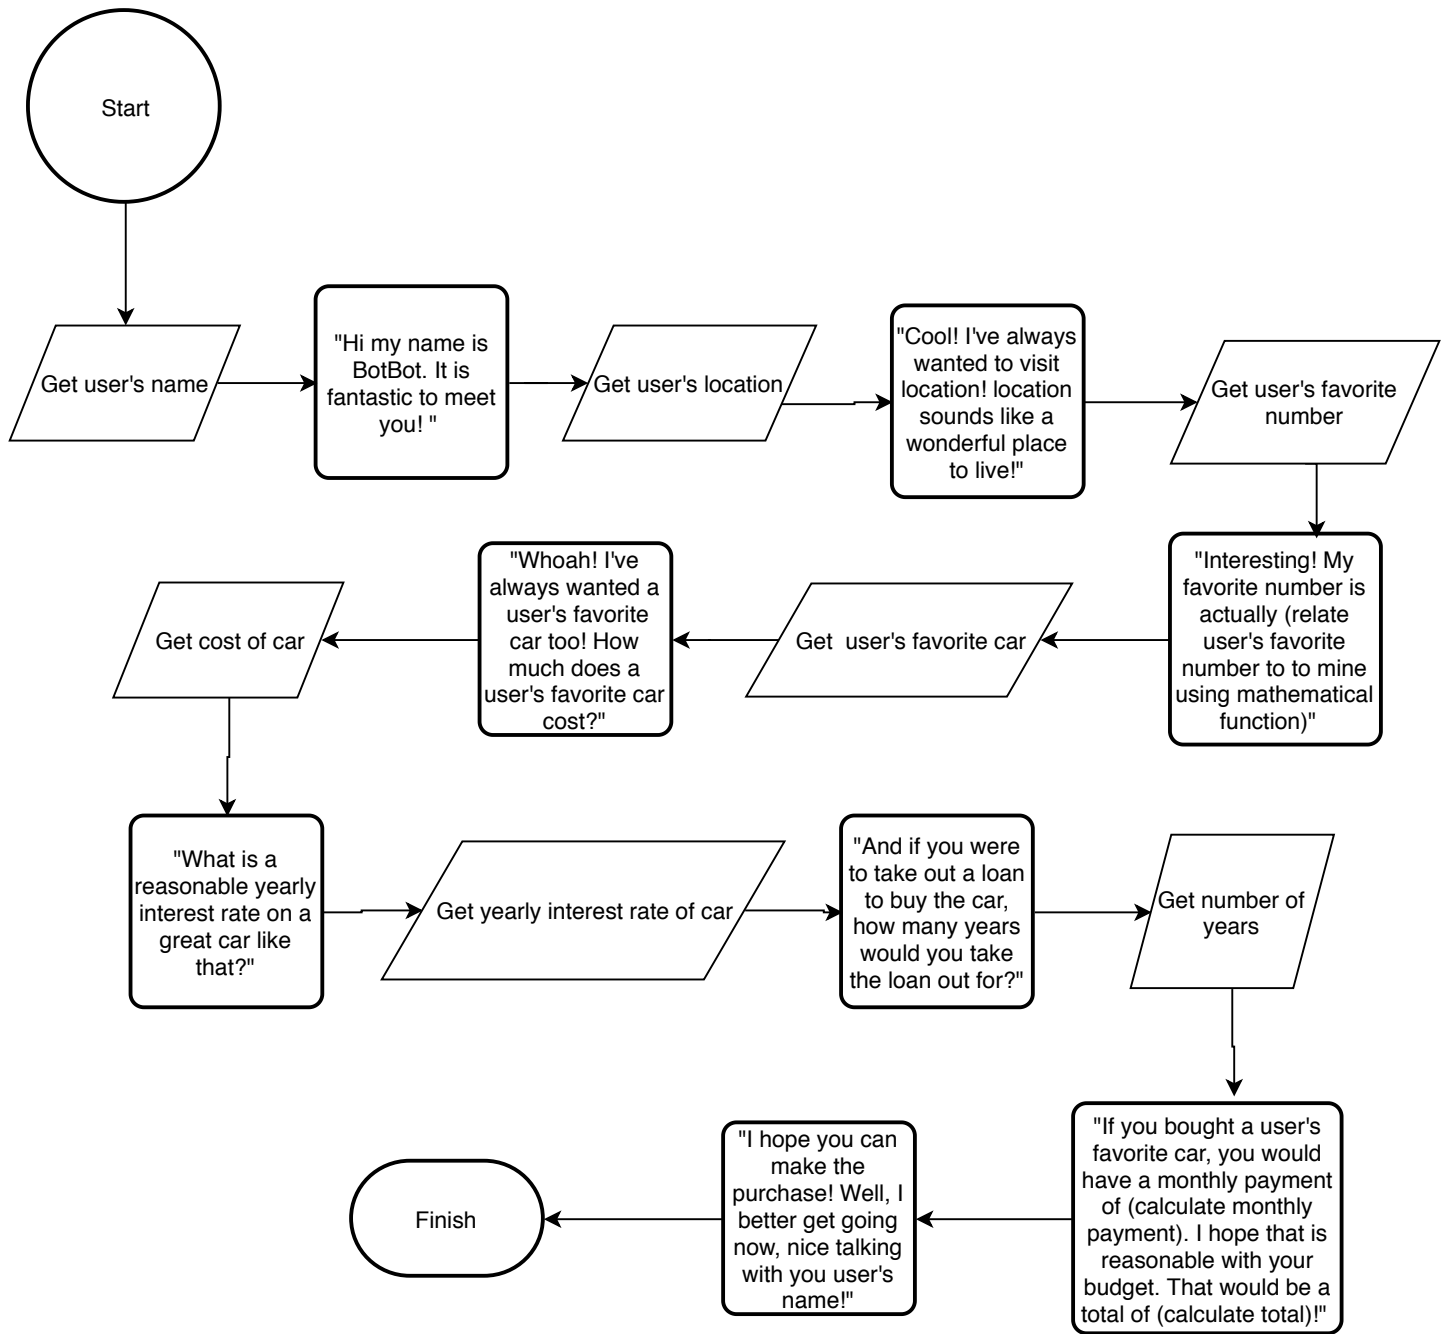 Start
Get user's name
"Hi my name is
BotBot. It is
fantastic to meet
you! "
Get user's location
"Cool! I've always
wanted to visit
location! location
sounds like a
wonderful place
to live!"
Get user's favorite
number
"Interesting! My
favorite number is
actually (relate
user's favorite
number to to mine
using mathematical
function)"
Get  user's favorite car
"Whoah! I've
always wanted a
user's favorite
car too! How
much does a
user's favorite car
cost?"
Get cost of car
"What is a
reasonable yearly
interest rate on a
great car like
that?"
Get yearly interest rate of car
"And if you were
to take out a loan
to buy the car,
how many years
would you take
the loan out for?"
Get number of
years
"If you bought a user's
favorite car, you would
have a monthly payment
of (calculate monthly
payment). I hope that is
reasonable with your
budget. That would be a
total of (calculate total)!"
"I hope you can
make the
purchase! Well, I
better get going
now, nice talking
with you user's
name!"
Finish